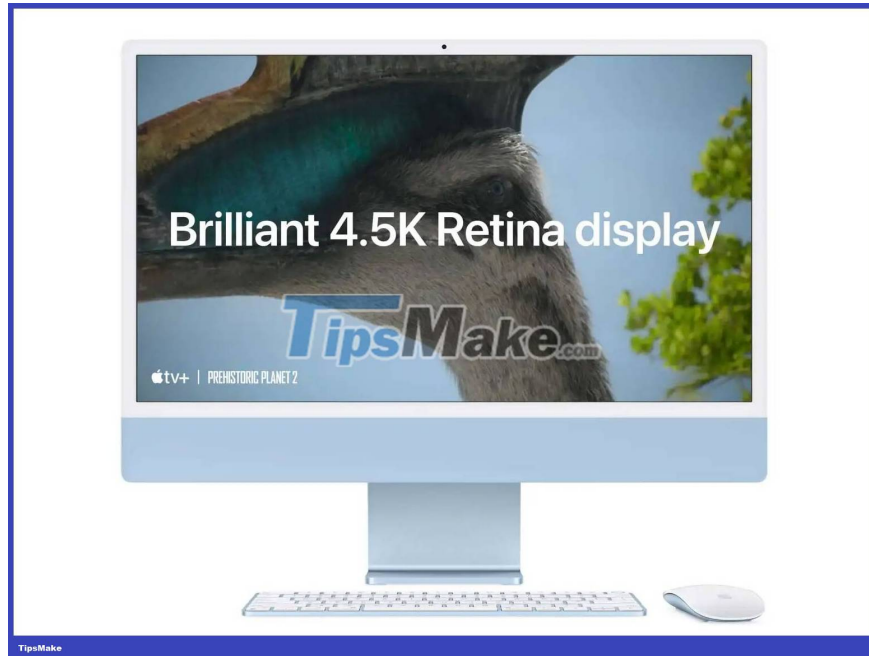 Brilliant 4.5K Retina display
TipsMake.com
tv+ | PREHISTORIC PLANET 2
TipsMake